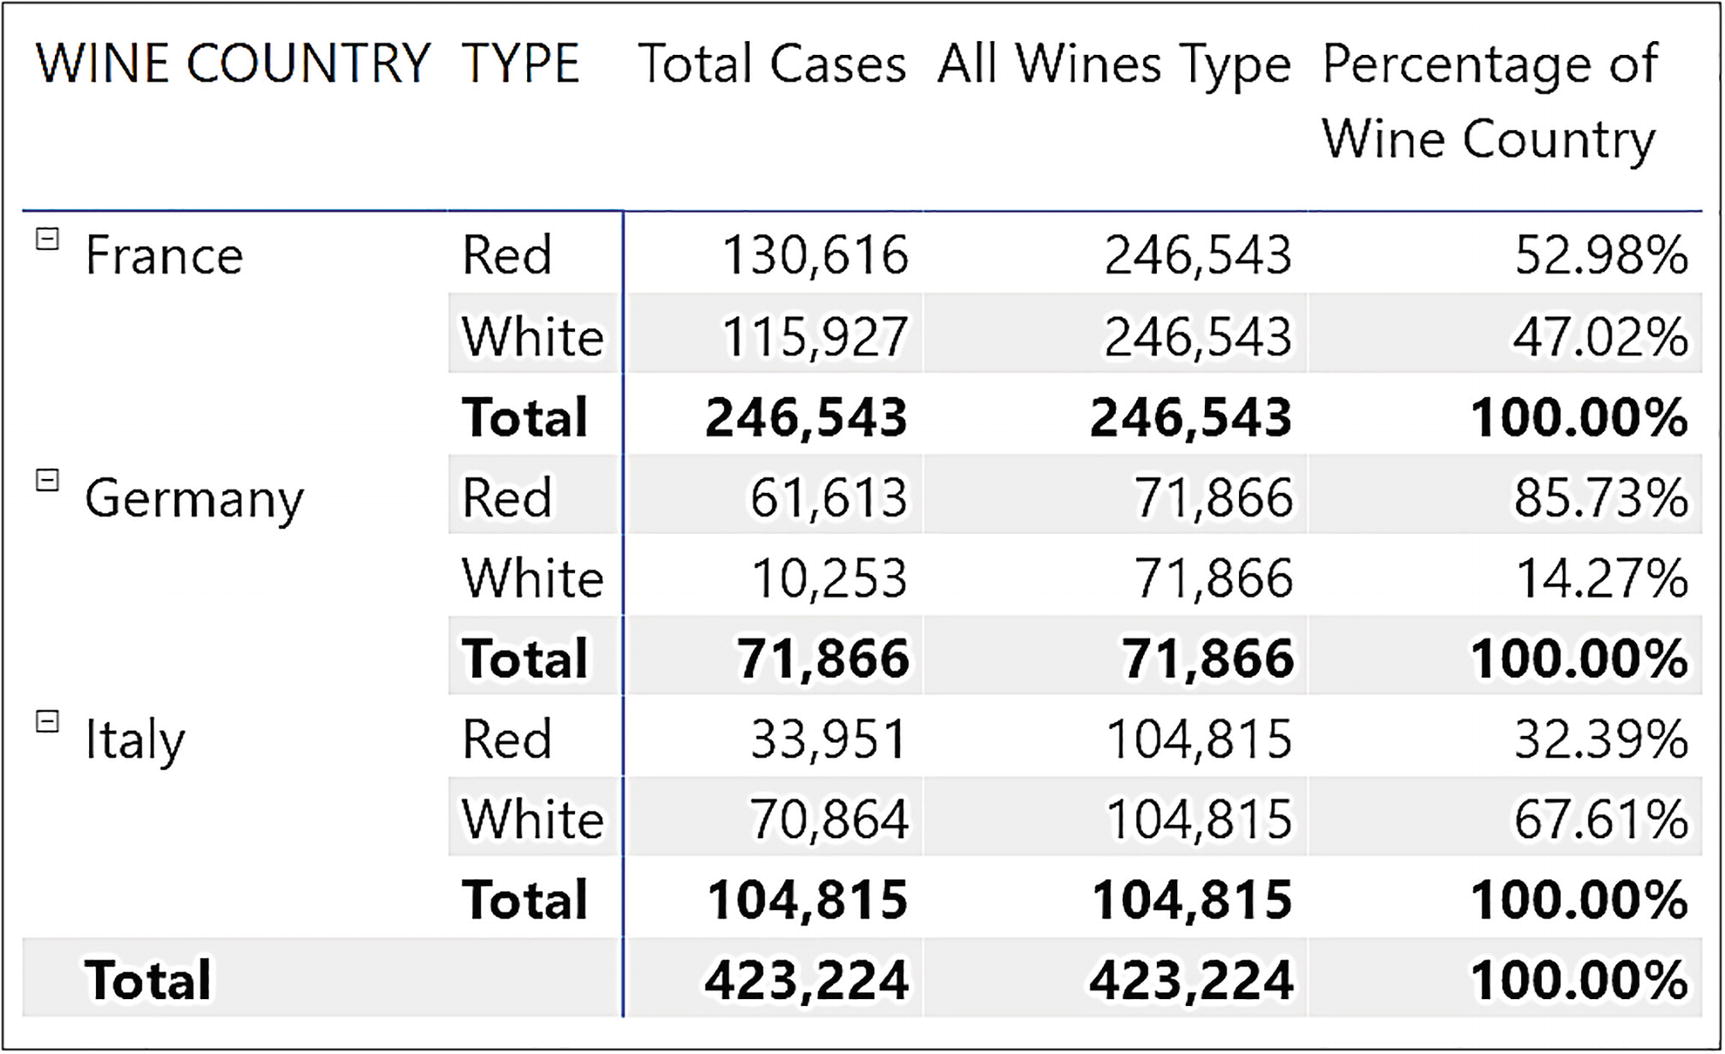 WINE COUNTRY TYPE Total Cases All Wines Type Percentage of
Wine Country
France Red 130,616 246,543 52.98%
White 115,927 246,543 47.02%
Total 246,543 246,543 100.00%
Germany Red 61,613 71,866 85.73%
White 10,253 71,866 14.27%
Total 71,866 71,866 100.00%
Italy Red 33,951 104,815 32.39%
White 70,864 104,815 67.61%
Total 104,815 104,815 100.00%
Total 423,224 423,224 100.00%